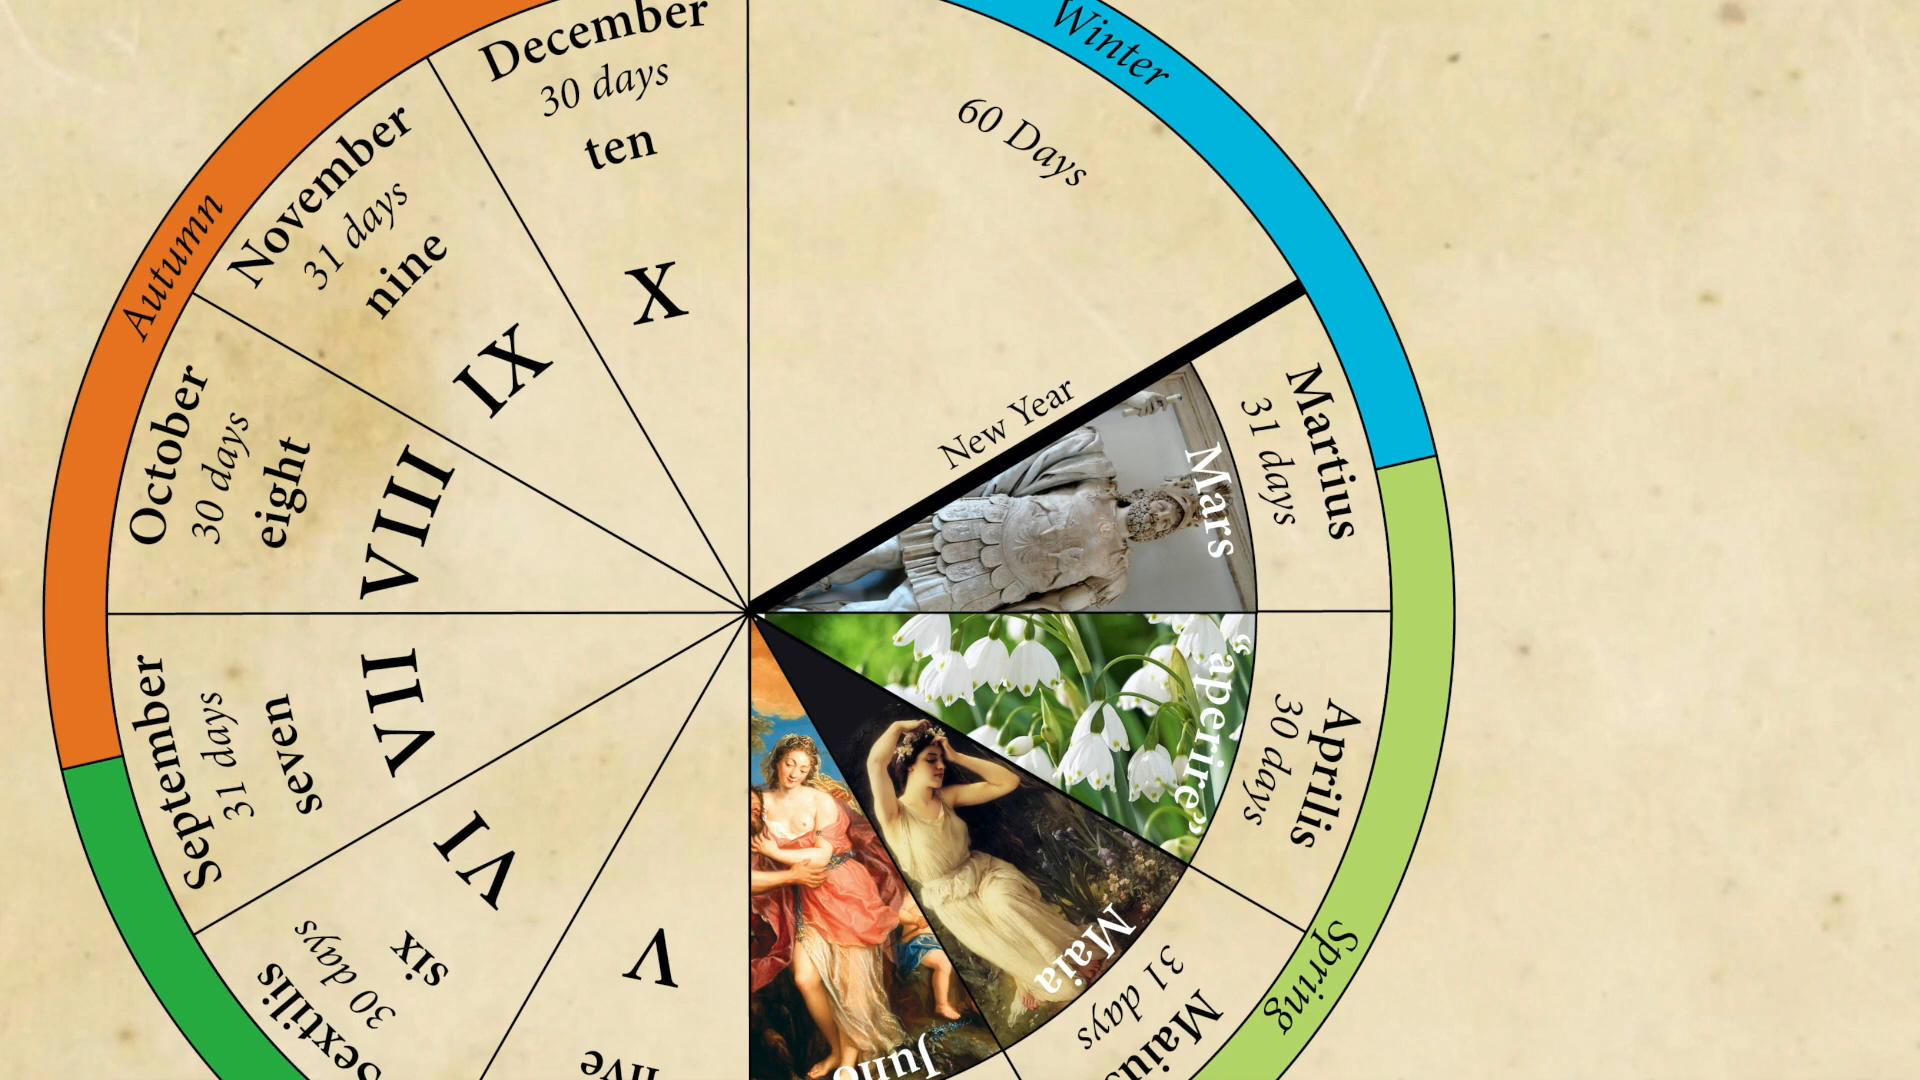 Winter
60 Days
New Year
Martius
31 days
Mars
Aprilis
30 days
“aperire”
Spring
31 days
Maia
Juno
V
Sextilis
30 days
six
VI
September
31 days
seven
VII
October
30 days
eight
VIII
Autumn
November
31 days
nine
IX
December
30 days
ten
X